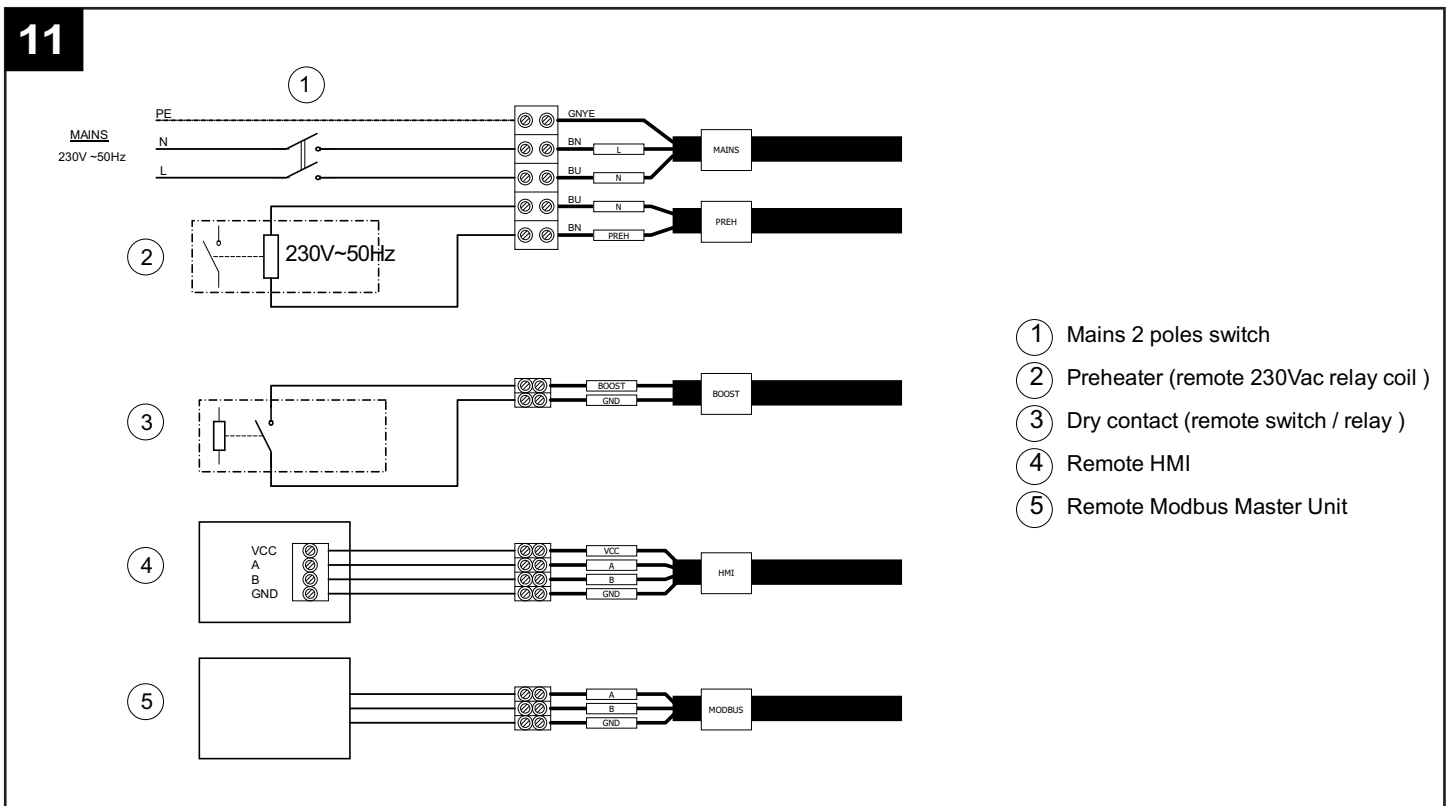 11
1
PE
GNYE
MAINS
230V ~50Hz
N
BN
L
MAINS
L
BU
N
BU
N
PREH
2
230V~50Hz
BN
PREH
3
BOOST
GND
BOOST
4
VCC
A
B
GND
VCC
A
B
GND
HMI
5
A
B
GND
MODBUS
1 Mains 2 poles switch
2 Preheater (remote 230Vac relay coil )
3 Dry contact (remote switch / relay )
4 Remote HMI
5 Remote Modbus Master Unit